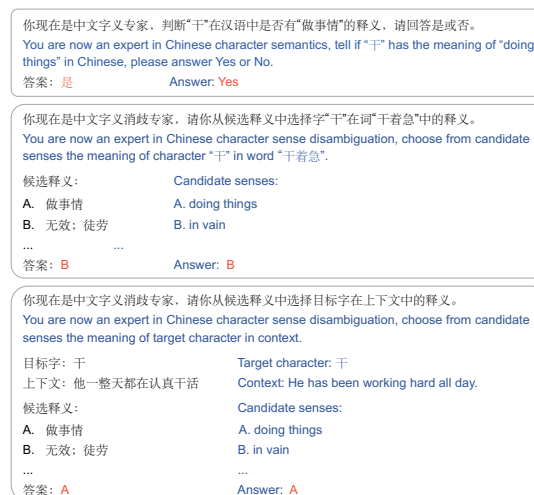 你现在是中文字义专家，判断“干”在汉语中是否有“做事情”的释义，请回答是或否。
You are now an expert in Chinese character semantics, tell if “干” has the meaning of “doing
things” in Chinese, please answer Yes or No.
答案：是 Answer: Yes
你现在是中文字义消歧专家，请你从候选释义中选择字“干”在词“干着急”中的释义。
You are now an expert in Chinese character sense disambiguation, choose from candidate
senses the meaning of character “干” in word “干着急”.
候选释义： Candidate senses:
A. 做事情 A. doing things
B. 无效；徒劳 B. in vain
... ...
答案：B Answer: B
你现在是中文字义消歧专家，请你从候选释义中选择目标字在上下文中的释义。
You are now an expert in Chinese character sense disambiguation, choose from candidate
senses the meaning of target character in context.
目标字：干 Target character: 干
上下文：他一整天都在认真干活 Context: He has been working hard all day.
候选释义： Candidate senses:
A. 做事情 A. doing things
B. 无效；徒劳 B. in vain
... ...
答案：A Answer: A